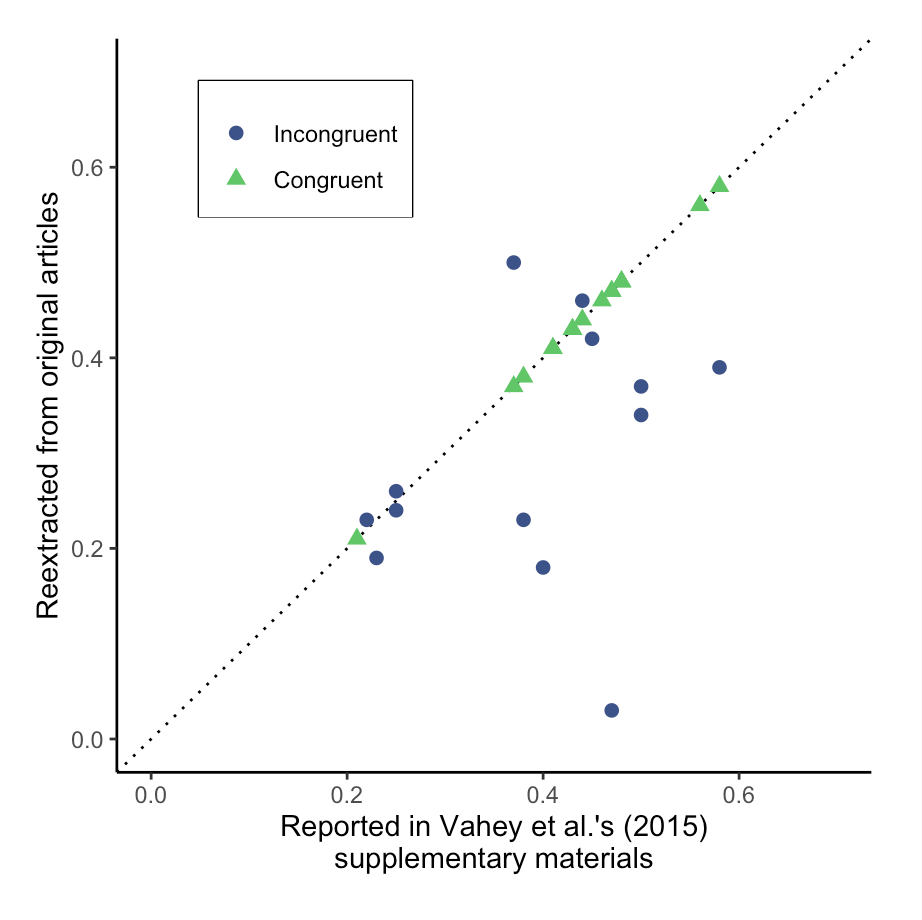 Incongruent
Congruent
0.6
0.4
0.2
0.0
Reextracted from original articles
0.0
0.2
0.4
0.6
Reported in Vahey et al.'s (2015)
supplementary materials